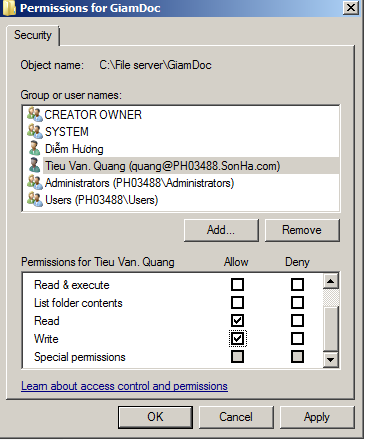 Permissions for GiamDoc
Security
Object name: C:\File server\GiamDoc
Group or user names:
CREATOR OWNER
SYSTEM
Diễm Hương
Tieu Van. Quang (quang@PH03488.SonHa.com)
Administrators (PH03488\Administrators)
Users (PH03488\Users)
Add... Remove
Permissions for Tieu Van. Quang Allow Deny
Read & execute
List folder contents
Read
Write
Special permissions
Learn about access control and permissions
OK Cancel Apply